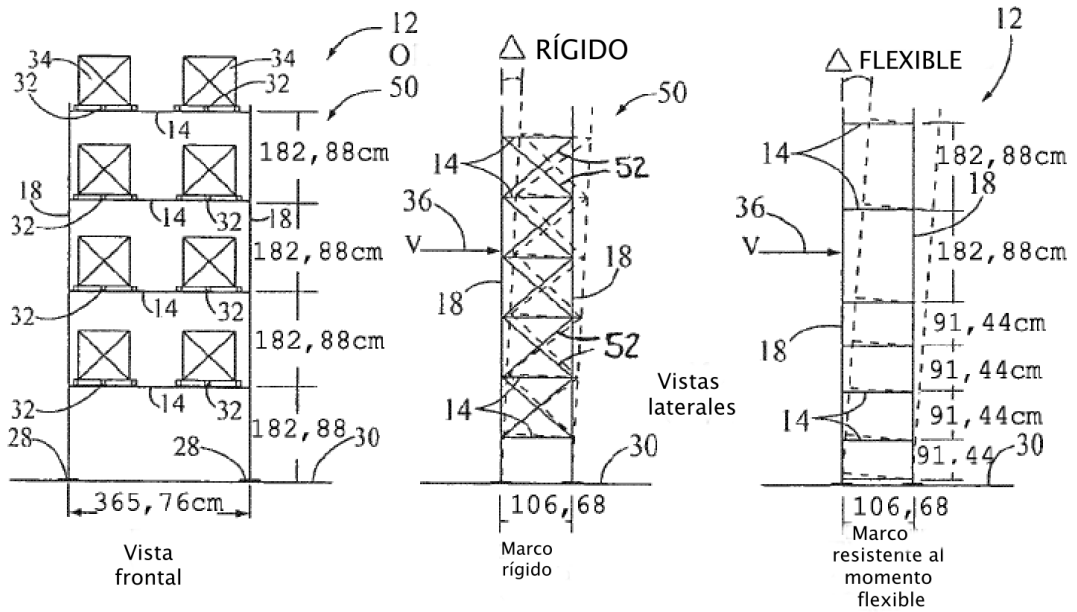 12
O
50
34
34
32
32
14
182,88cm
18
32
14
32
18
182,88cm
32
14
32
182,88cm
32
14
32
182,88
28
28
30
365,76cm
Vista
frontal
△ RÍGIDO
50
14
52
36
V
18
18
52
14
30
106,68
Marco
rígido
Vistas
laterales
△ FLEXIBLE
12
14
182,88cm
18
36
V
182,88cm
18
91,44cm
91,44cm
14
91,44cm
91,44
30
106,68
Marco
resistente al
momento
flexible